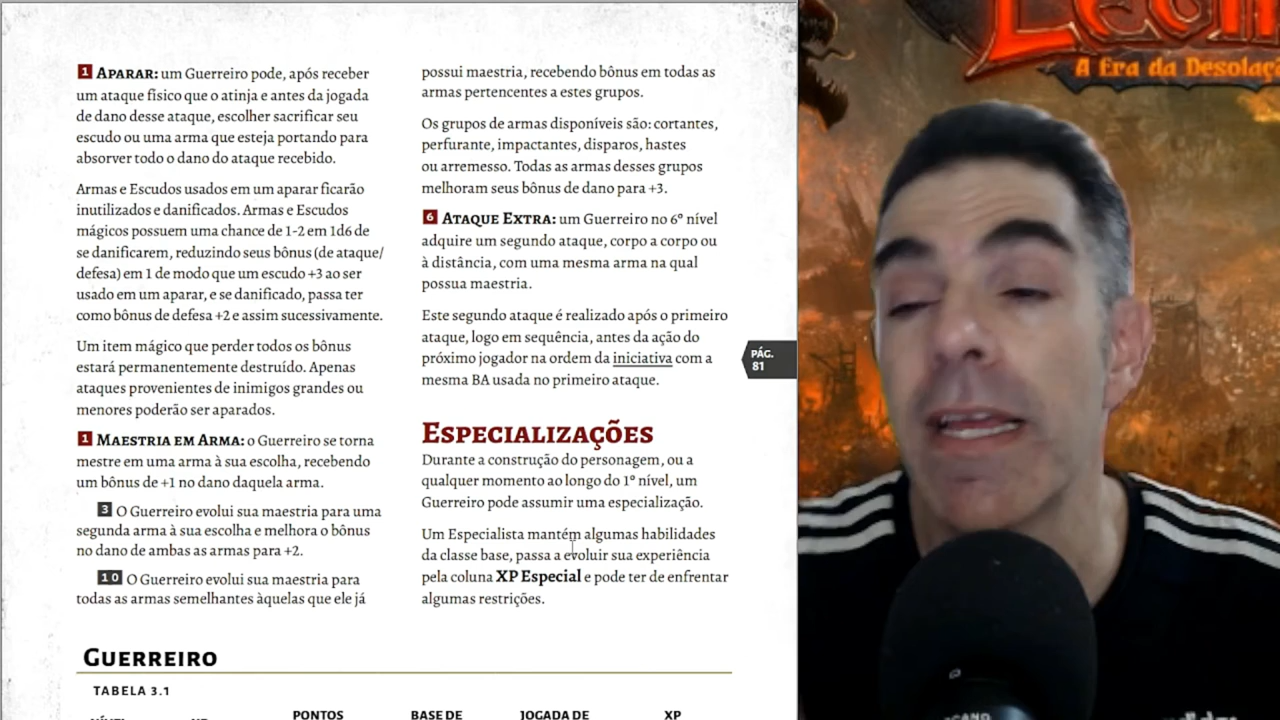 1 APARAR: um Guerreiro pode, após receber
um ataque físico que o atinja e antes da jogada
de dano desse ataque, escolher sacrificar seu
escudo ou uma arma que esteja portando para
absorver todo o dano do ataque recebido.
Armas e Escudos usados em um aparar ficarão
inutilizados e danificados. Armas e Escudos
mágicos possuem uma chance de 1-2 em 1d6 de
se danificarem, reduzindo seus bônus (de ataque/
defesa) em 1 de modo que um escudo +3 ao ser
usado em um aparar, e se danificado, passa ter
como bônus de defesa +2 e assim sucessivamente.
Um item mágico que perder todos os bônus
estará permanentemente destruído. Apenas
ataques provenientes de inimigos grandes ou
menores poderão ser aparados.
1 MAESTRIA EM ARMA: o Guerreiro se torna
mestre em uma arma à sua escolha, recebendo
um bônus de +1 no dano daquela arma.
3 O Guerreiro evolui sua maestria para uma
segunda arma à sua escolha e melhora o bônus
no dano de ambas as armas para +2.
10 O Guerreiro evolui sua maestria para
todas as armas semelhantes àquelas que ele já
possui maestria, recebendo bônus em todas as
armas pertencentes a estes grupos.
Os grupos de armas disponíveis são: cortantes,
perfurante, impactantes, disparos, hastes
ou arremesso. Todas as armas desses grupos
melhoram seus bônus de dano para +3.
6 ATAQUE EXTRA: um Guerreiro no 6º nível
adquire um segundo ataque, corpo a corpo ou
à distância, com uma mesma arma na qual
possua maestria.
Este segundo ataque é realizado após o primeiro
ataque, logo em sequência, antes da ação do
próximo jogador na ordem da iniciativa com a
mesma BA usada no primeiro ataque.
ESPECIALIZAÇÕES
Durante a construção do personagem, ou a
qualquer momento ao longo do 1º nível, um
Guerreiro pode assumir uma especialização.
Um Especialista mantém algumas habilidades
da classe base, passa a evoluir sua experiência
pela coluna XP Especial e pode ter de enfrentar
algumas restrições.
PÁG.
81
GUERREIRO
TABELA 3.1
PONTOS
BASE DE
JOGADA DE
XP
A Era da Desolaç